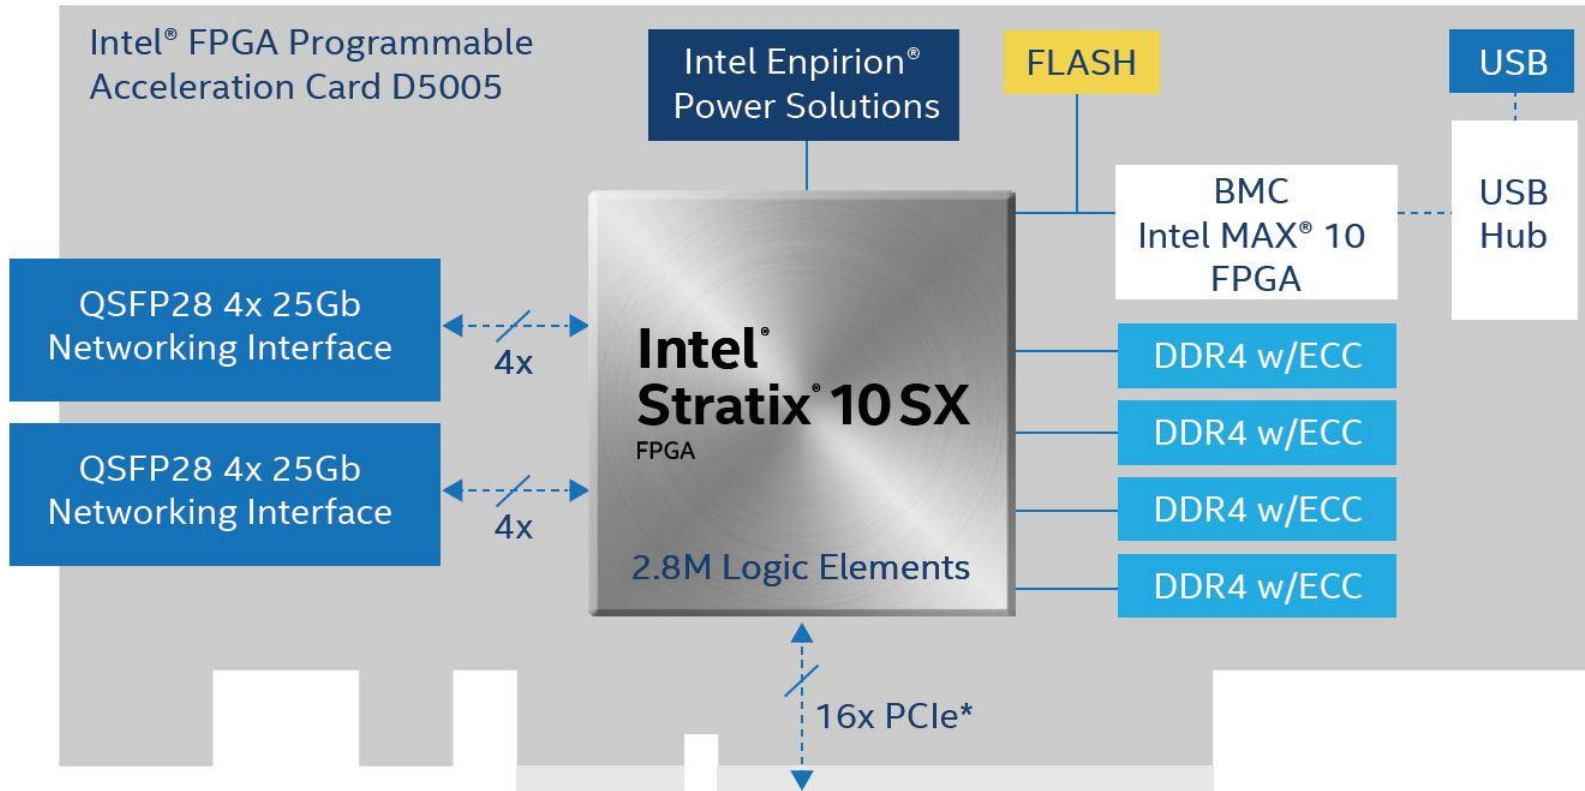 Intel® FPGA Programmable
Acceleration Card D5005
Intel Enpirion®
Power Solutions
FLASH
USB
BMC
Intel MAX® 10
FPGA
USB
Hub
QSFP28 4x 25Gb
Networking Interface
4x
QSFP28 4x 25Gb
Networking Interface
4x
Intel®
Stratix® 10 SX
FPGA
2.8M Logic Elements
DDR4 w/ECC
DDR4 w/ECC
DDR4 w/ECC
DDR4 w/ECC
16x PCIe*